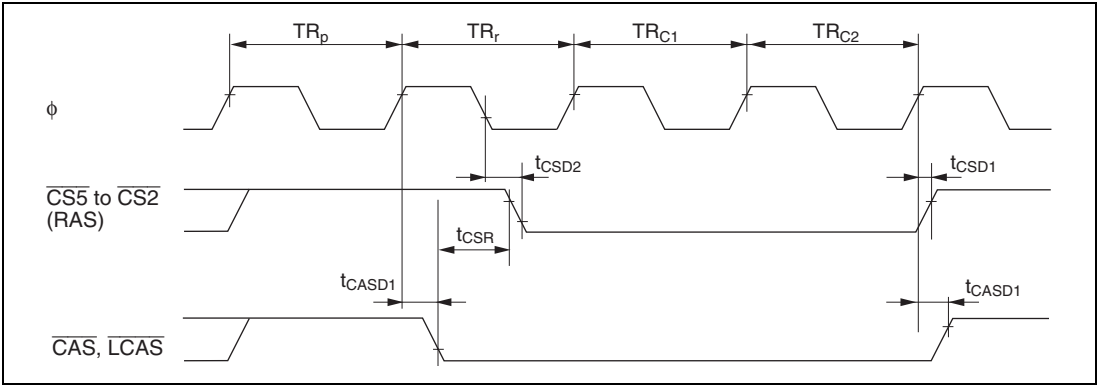 TRp TRr TRC1 TRC2
ϕ
tCSD2 tCSD1
CS5 to CS2
(RAS)
tCSR
tCASD1 tCASD1
CAS, LCAS